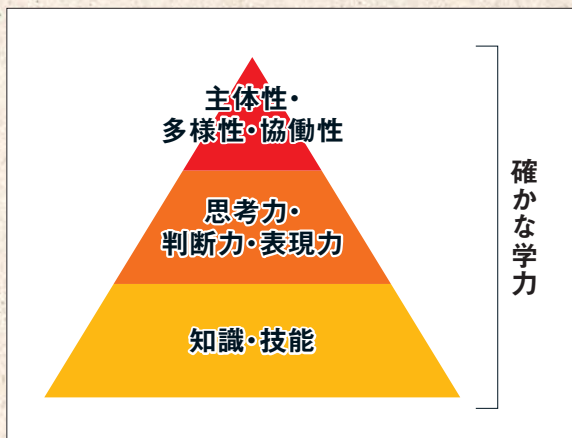 主体性・
多様性・協働性
思考力・
判断力・表現力
知識・技能
確かな学力